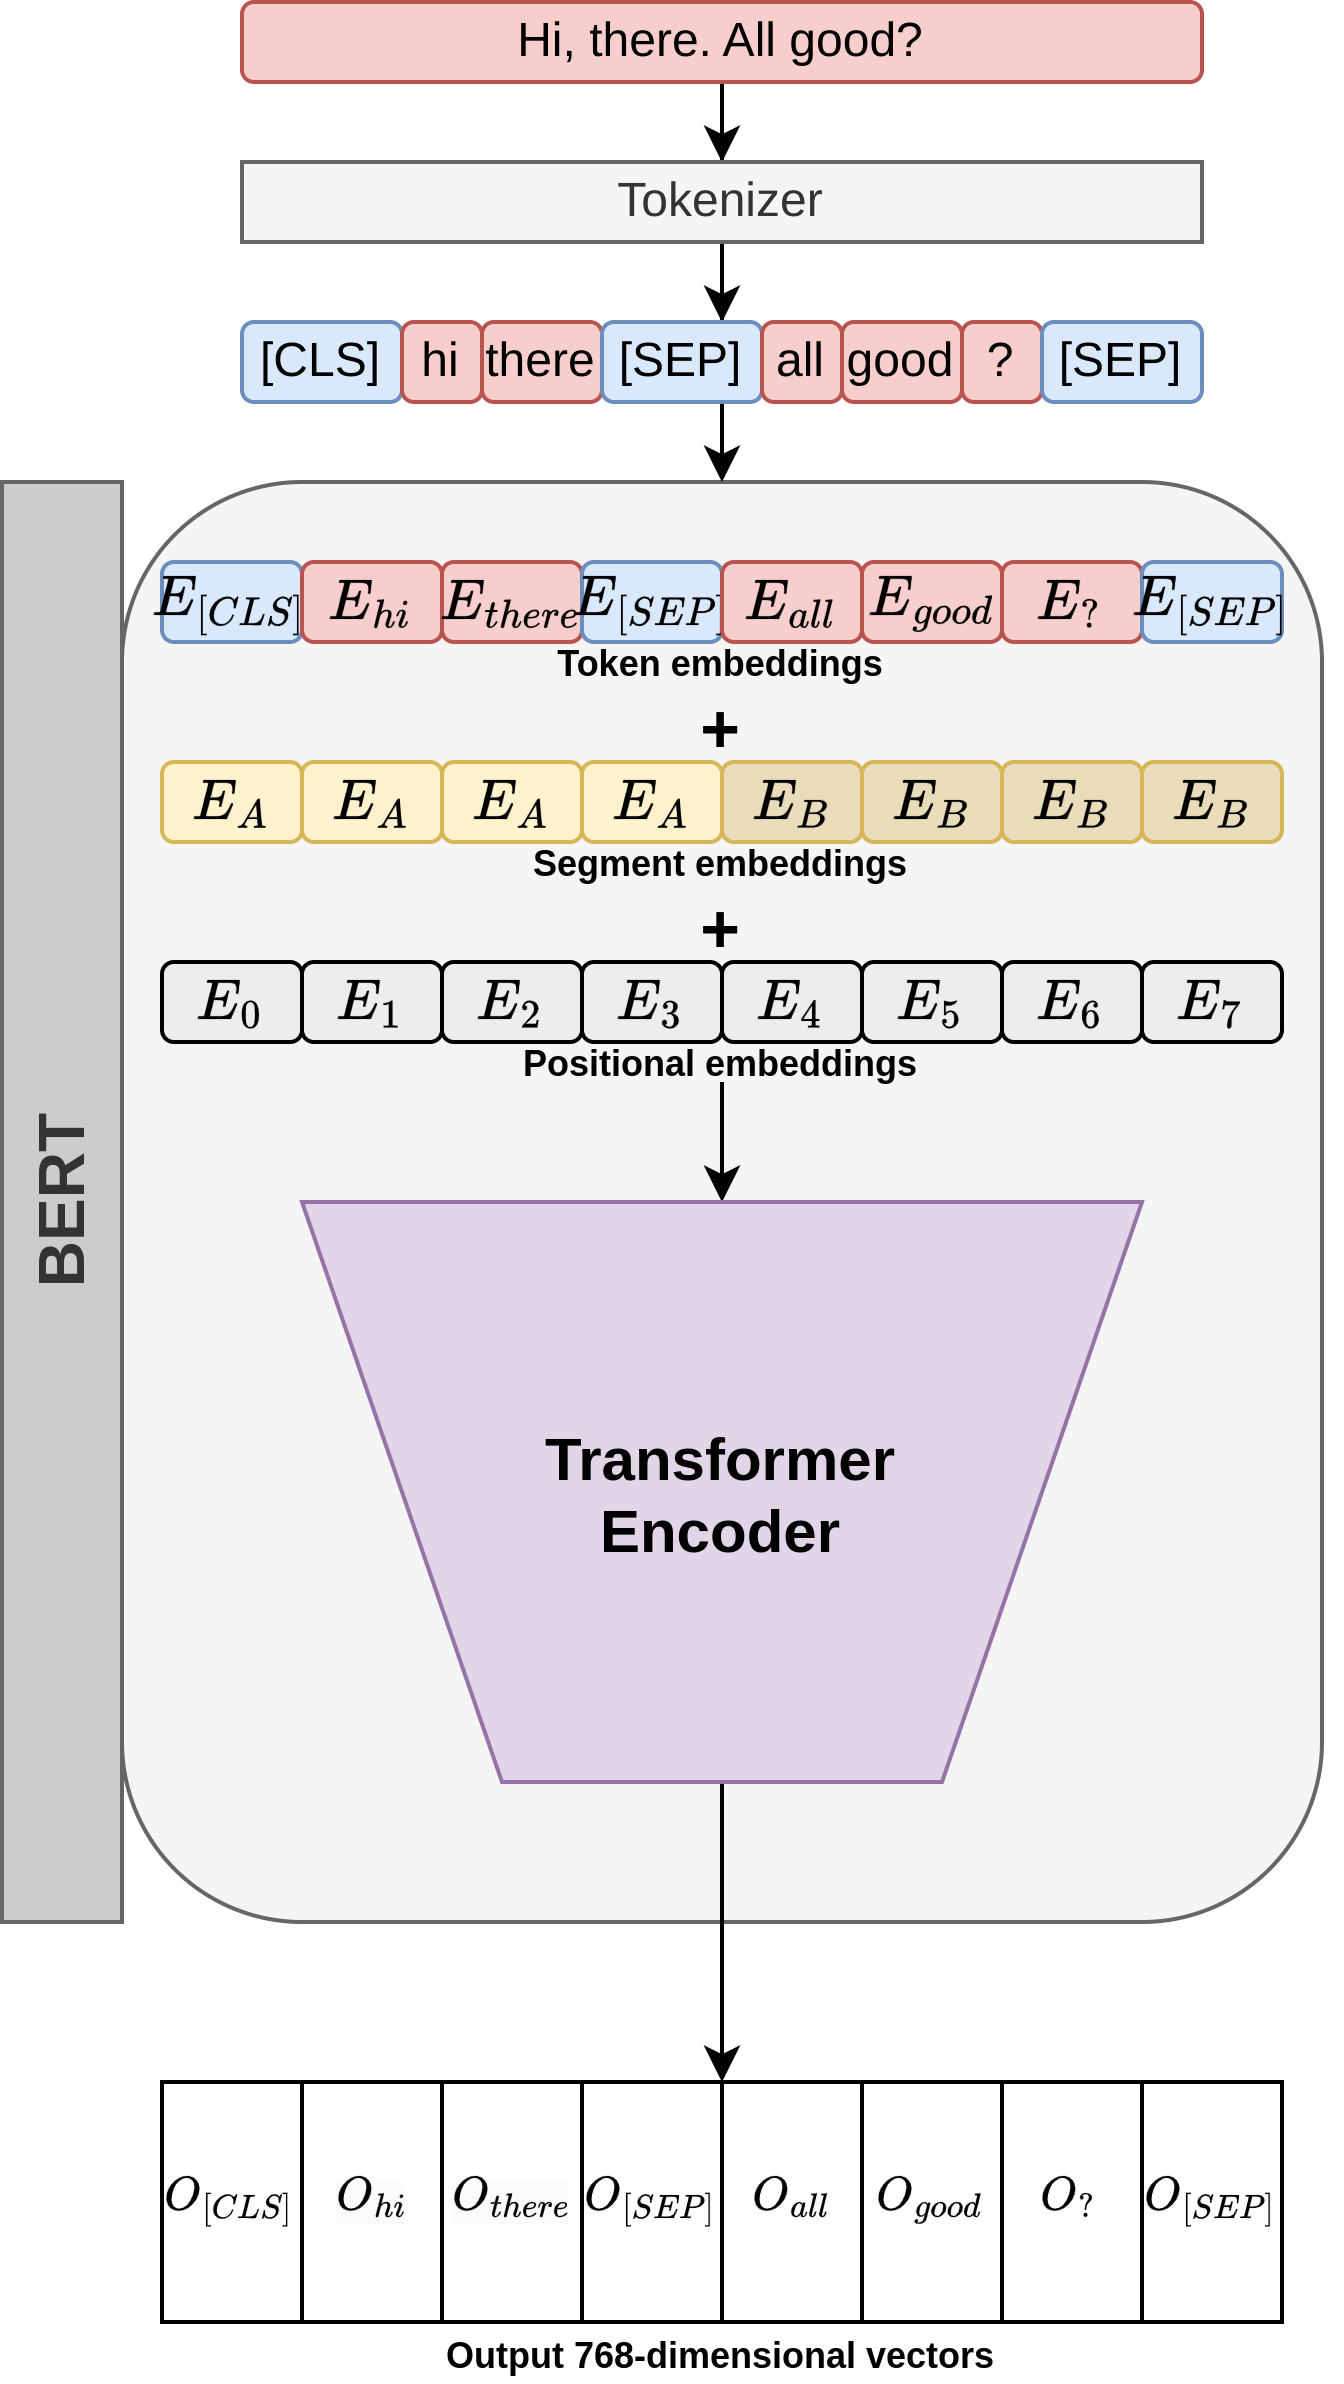 Hi, there. All good?
Tokenizer
[CLS] hi there [SEP] all good ? [SEP]
BERT
E_{[CLS]} E_{hi} E_{there} E_{[SEP]} E_{all} E_{good} E_? E_{[SEP]}
Token embeddings
+
E_A E_A E_A E_A E_B E_B E_B E_B
Segment embeddings
+
E_0 E_1 E_2 E_3 E_4 E_5 E_6 E_7
Positional embeddings
Transformer
Encoder
O_{[CLS]} O_{hi} O_{there} O_{[SEP]} O_{all} O_{good} O_? O_{[SEP]}
Output 768-dimensional vectors